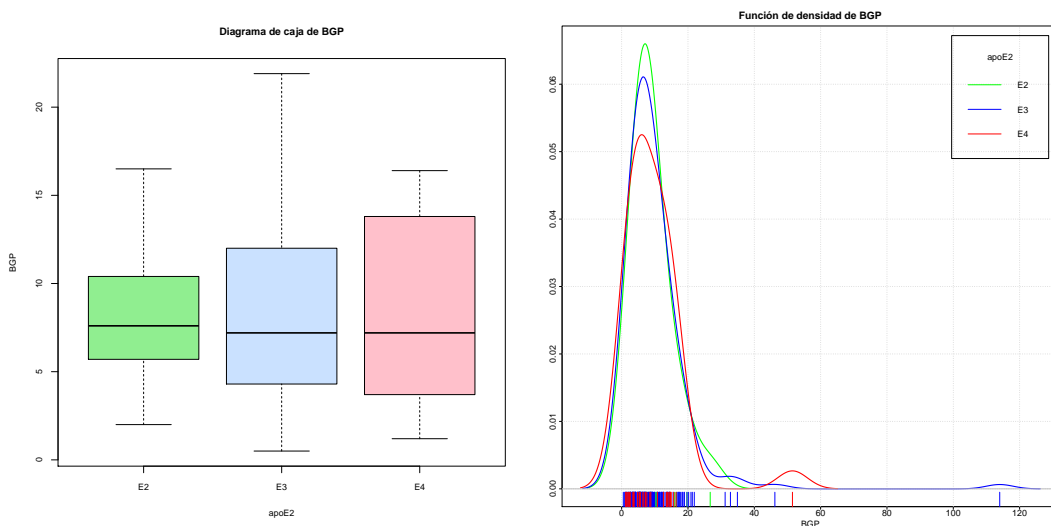 Diagrama de caja de BGP
BGP
20
15
10
5
0
E2
E3
E4
apoE2
Función de densidad de BGP
0.06
0.05
0.04
0.03
0.02
0.01
0.00
0
20
40
60
80
100
120
BGP
apoE2
E2
E3
E4